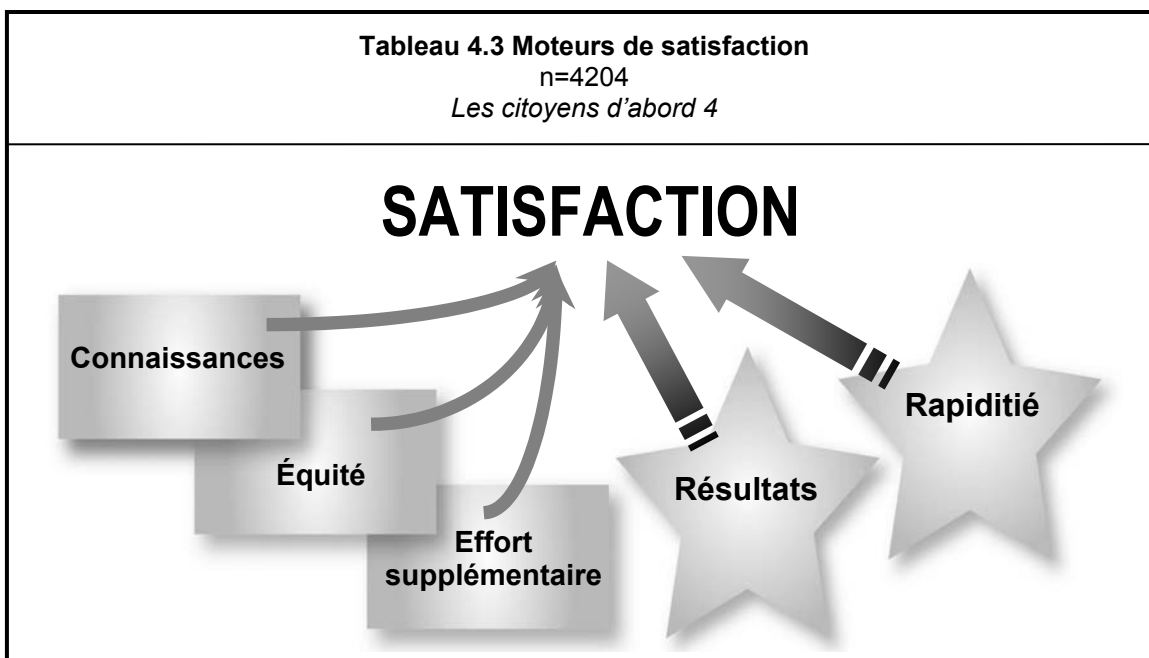 Tableau 4.3 Moteurs de satisfaction
n=4204
Les citoyens d’abord 4
SATISFACTION
Connaissances
Équité
Effort
supplémentaire
Résultats
Rapiditié